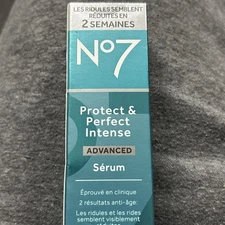 LES RIDULES SEMBLENT
RÉDUITES EN
2 SEMAINES
No7
Protect &
Perfect
Intense
ADVANCED
Sérum
Éprouvé en clinique
2 résultats anti-âge:
Les ridules et les rides
semblent visiblement